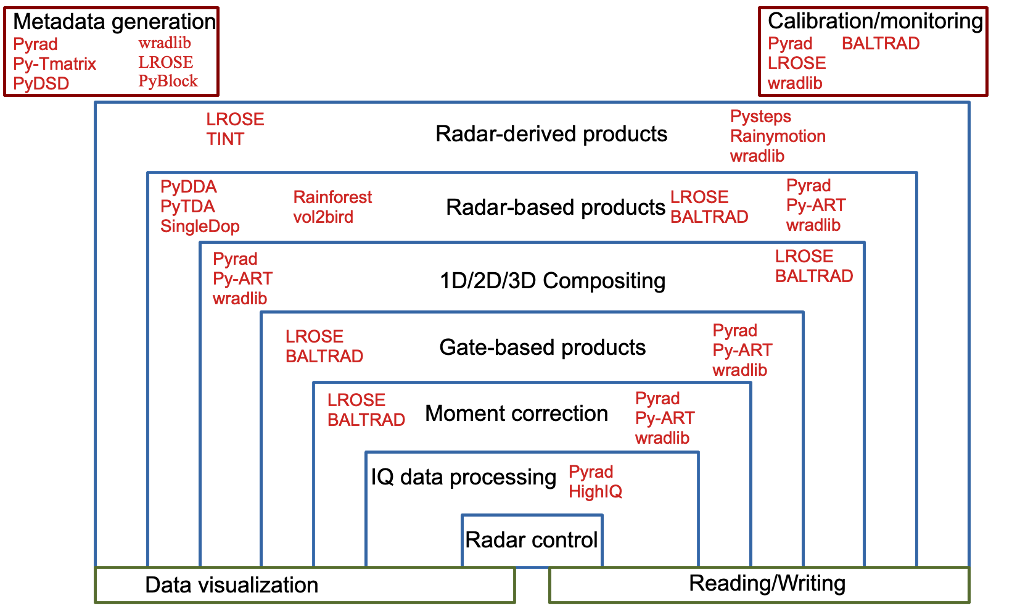 Metadata generation
Pyrad wradlib
Py-Tmatrix LROSE
PyDSD PyBlock
Calibration/monitoring
Pyrad BALTRAD
LROSE
wradlib
LROSE
TINT
Radar-derived products
Pysteps
Rainymotion
wradlib
PyDDA
PyTDA
SingleDop
Rainforest
vol2bird
Radar-based products
LROSE
BALTRAD
Pyrad
Py-ART
wradlib
Pyrad
Py-ART
wradlib
1D/2D/3D Compositing
LROSE
BALTRAD
LROSE
BALTRAD
Gate-based products
Pyrad
Py-ART
wradlib
LROSE
BALTRAD
Moment correction
Pyrad
Py-ART
wradlib
IQ data processing
Pyrad
HighIQ
Radar control
Data visualization
Reading/Writing